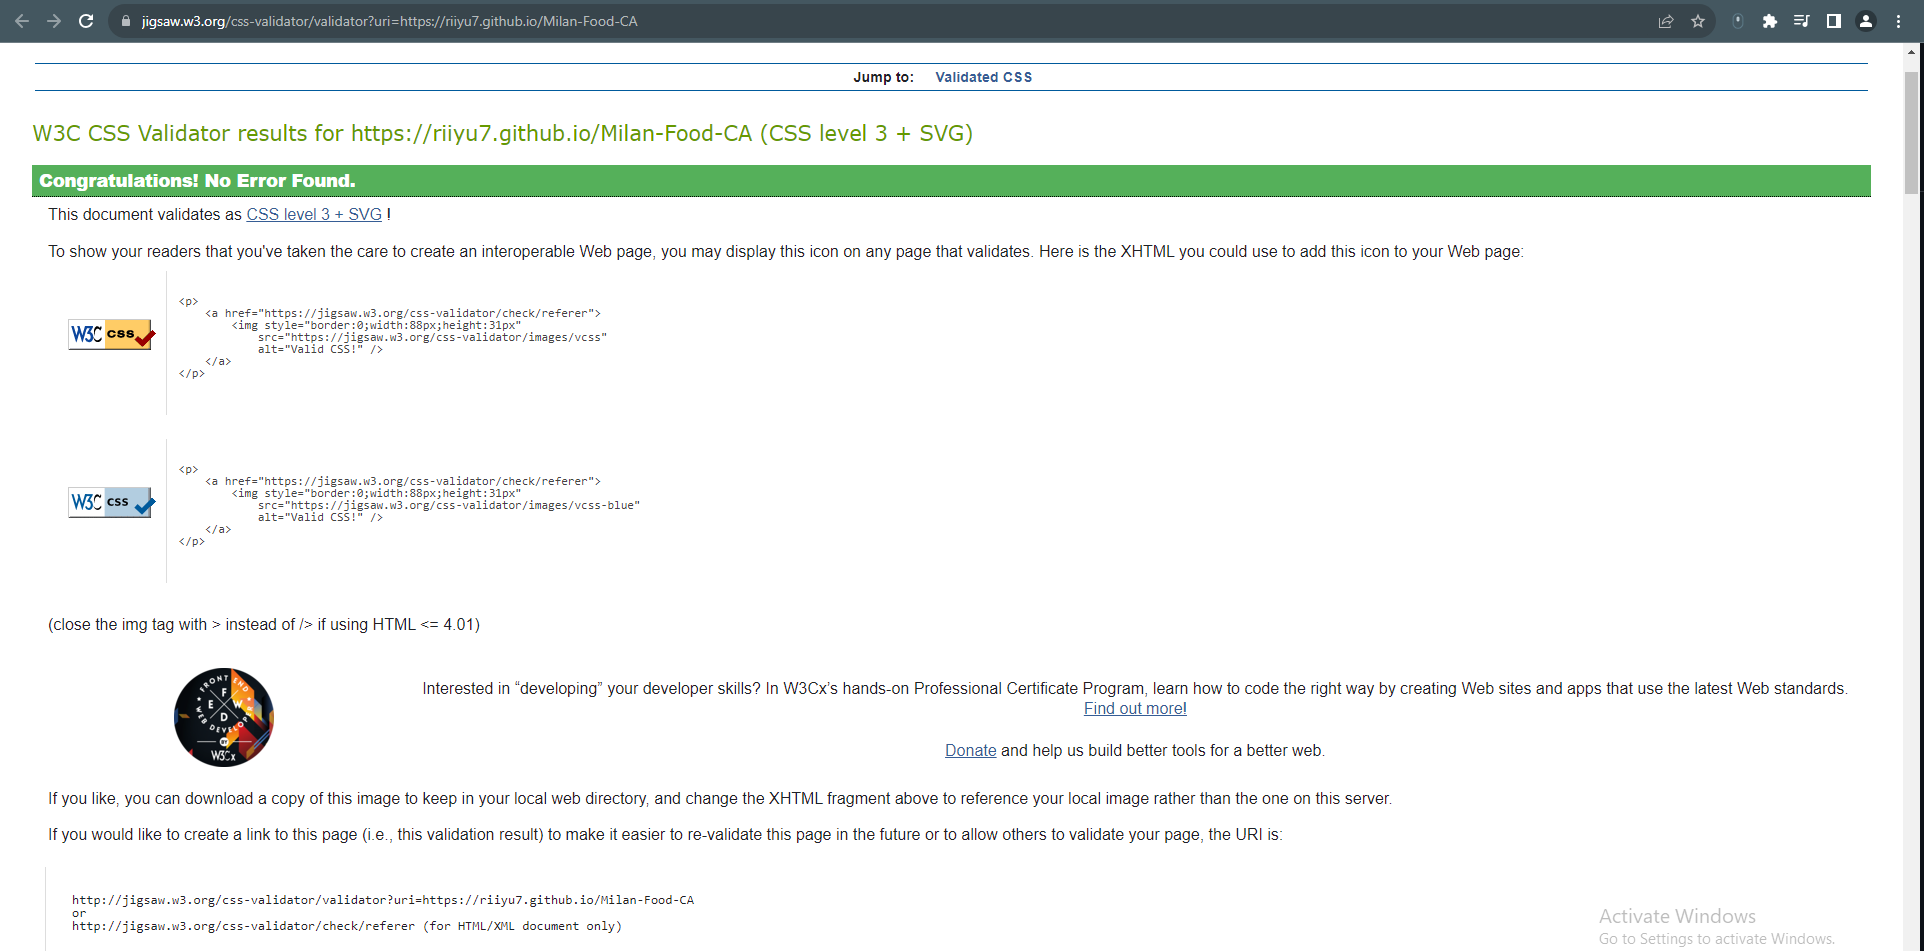 jigsaw.w3.org/css-validator/validator?uri=https://riiyu7.github.io/Milan-Food-CA
Jump to: Validated CSS
W3C CSS Validator results for https://riiyu7.github.io/Milan-Food-CA (CSS level 3 + SVG)
Congratulations! No Error Found.
This document validates as CSS level 3 + SVG !
To show your readers that you've taken the care to create an interoperable Web page, you may display this icon on any page that validates. Here is the XHTML you could use to add this icon to your Web page:
W3C css
<p>
    <a href="https://jigsaw.w3.org/css-validator/check/referer">
        <img style="border:0;width:88px;height:31px"
            src="https://jigsaw.w3.org/css-validator/images/vcss"
            alt="Valid CSS!" />
    </a>
</p>
W3C css
<p>
    <a href="https://jigsaw.w3.org/css-validator/check/referer">
        <img style="border:0;width:88px;height:31px"
            src="https://jigsaw.w3.org/css-validator/images/vcss-blue"
            alt="Valid CSS!" />
    </a>
</p>
(close the img tag with > instead of /> if using HTML <= 4.01)
FRONT END
F
E W
D
WEB DEVELOPER
BY
W3Cx
Interested in “developing” your developer skills? In W3Cx’s hands-on Professional Certificate Program, learn how to code the right way by creating Web sites and apps that use the latest Web standards.
Find out more!
Donate and help us build better tools for a better web.
If you like, you can download a copy of this image to keep in your local web directory, and change the XHTML fragment above to reference your local image rather than the one on this server.
If you would like to create a link to this page (i.e., this validation result) to make it easier to re-validate this page in the future or to allow others to validate your page, the URI is:
http://jigsaw.w3.org/css-validator/validator?uri=https://riiyu7.github.io/Milan-Food-CA
or
http://jigsaw.w3.org/css-validator/check/referer (for HTML/XML document only)
Activate Windows
Go to Settings to activate Windows.